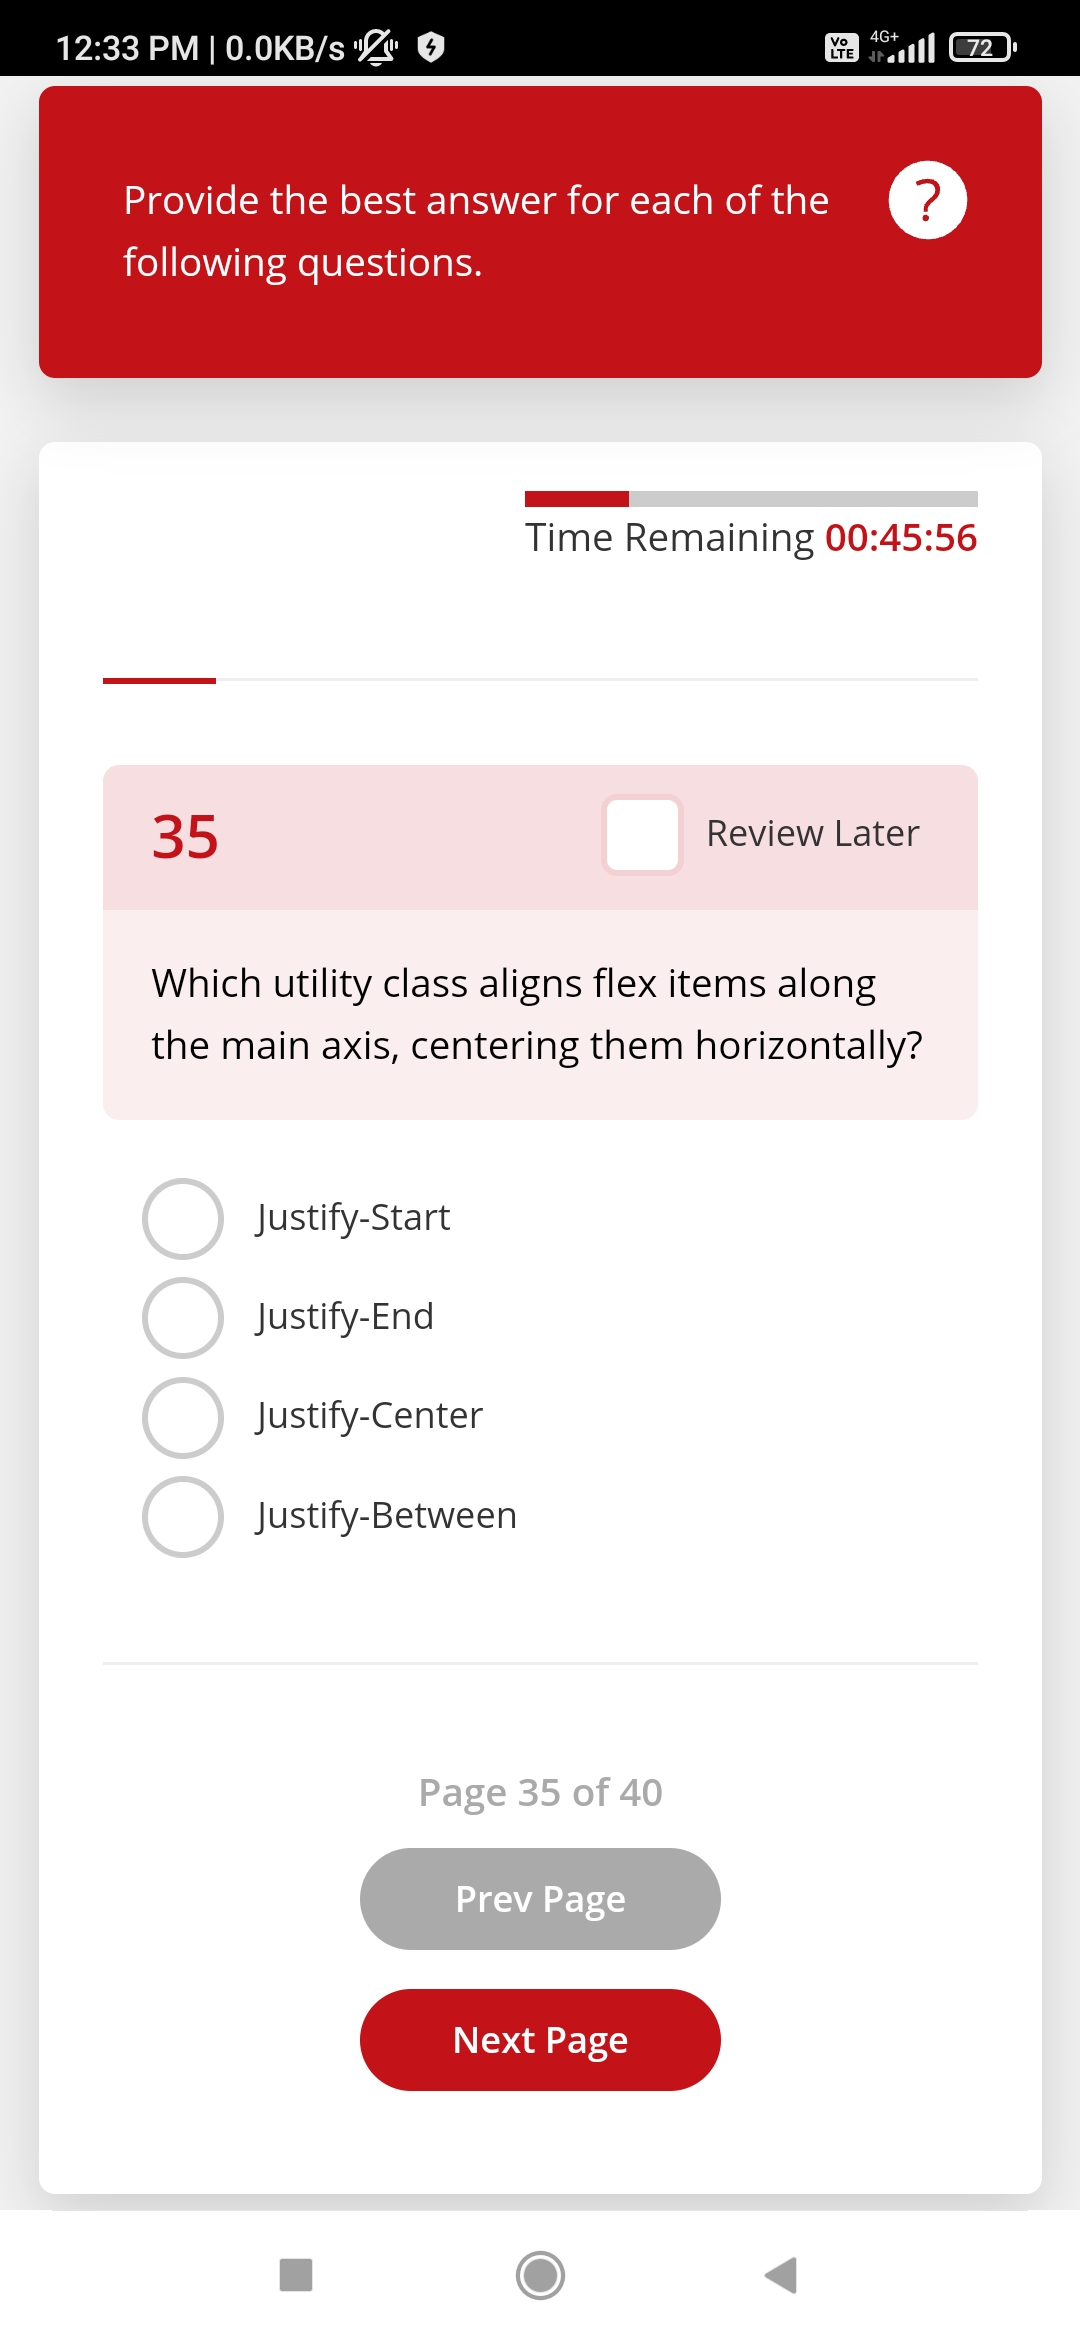 12:33 PM | 0.0KB/s
Vo LTE 4G+ 72
Provide the best answer for each of the
following questions.
?
Time Remaining 00:45:56
35
Review Later
Which utility class aligns flex items along
the main axis, centering them horizontally?
Justify-Start
Justify-End
Justify-Center
Justify-Between
Page 35 of 40
Prev Page
Next Page